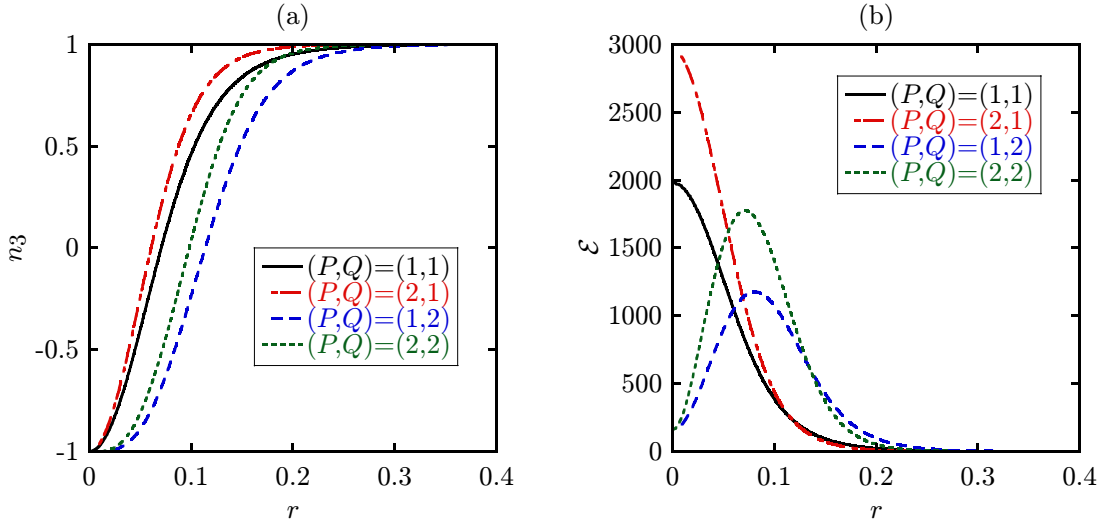 (a)
1
0.5
0
-0.5
-1
n3
0
0.1
0.2
0.3
0.4
r
(P,Q)=(1,1)
(P,Q)=(2,1)
(P,Q)=(1,2)
(P,Q)=(2,2)
(b)
3000
2500
2000
1500
1000
500
0
ℰ
0
0.1
0.2
0.3
0.4
r
(P,Q)=(1,1)
(P,Q)=(2,1)
(P,Q)=(1,2)
(P,Q)=(2,2)